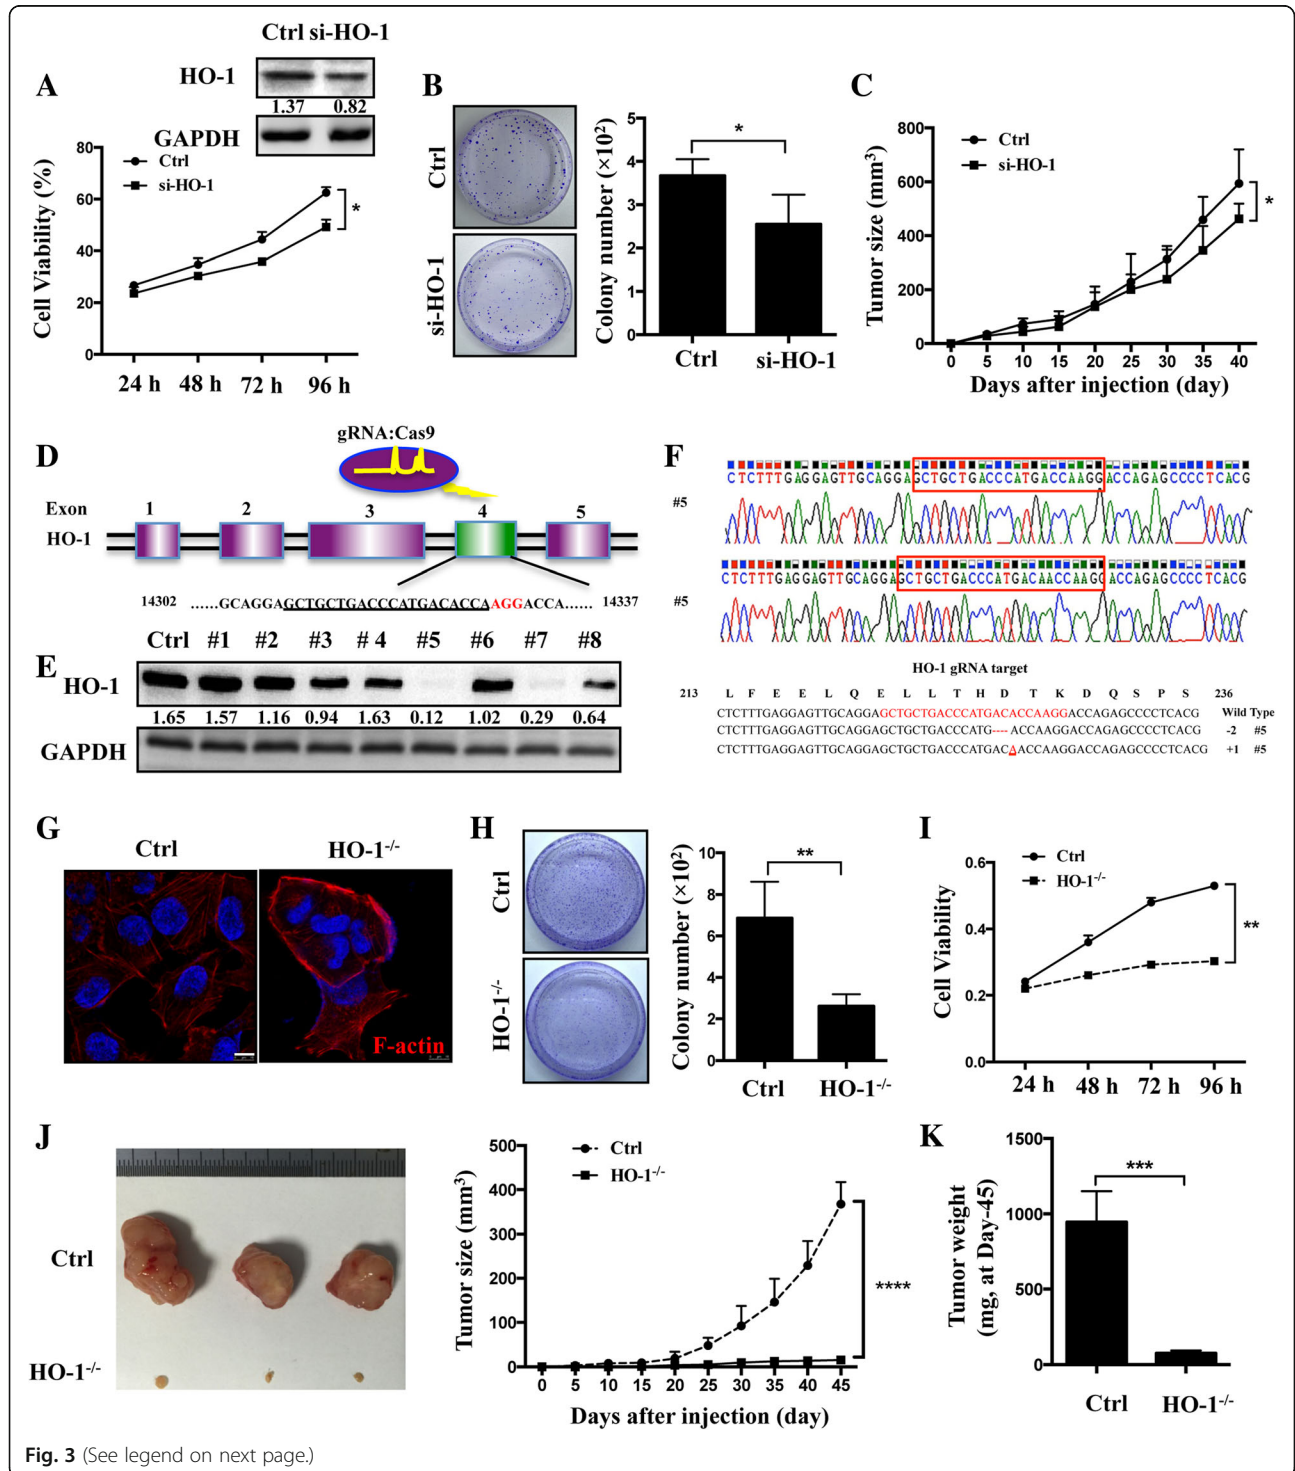 A
Ctrl si-HO-1
HO-1
1.37 0.82
GAPDH
Cell Viability (%)
80
60
40
20
0
Ctrl
si-HO-1
*
24 h 48 h 72 h 96 h
B
Ctrl
si-HO-1
Colony number (×10²)
5
4
3
2
1
0
*
Ctrl si-HO-1
C
Tumor size (mm³)
800
600
400
200
0
Ctrl
si-HO-1
*
0 5 10 15 20 25 30 35 40
Days after injection (day)
D
gRNA:Cas9
Exon 1 2 3 4 5
HO-1
14302 ......GCAGGAGCTGCTGACCCATGACACCAAGGACCA...... 14337
E
Ctrl #1 #2 #3 # 4 #5 #6 #7 #8
HO-1
1.65 1.57 1.16 0.94 1.63 0.12 1.02 0.29 0.64
GAPDH
F
CTCTTTGAGGAGTTGCAGGAGCTGCTGACCCATGACCAAGGACCAGAGCCCCTCACG
#5
CTCTTTGAGGAGTTGCAGGAGCTGCTGACCCATGACAACCAAGGACCAGAGCCCCTCACG
#5
HO-1 gRNA target
213 L F E E L Q E L L T H D T K D Q S P S 236
CTCTTTGAGGAGTTGCAGGAGCTGCTGACCCATGACACCAAGGACCAGAGCCCCTCACG Wild Type
CTCTTTGAGGAGTTGCAGGAGCTGCTGACCCATG----ACCAAGGACCAGAGCCCCTCACG -2 #5
CTCTTTGAGGAGTTGCAGGAGCTGCTGACCCATGACAACCAAGGACCAGAGCCCCTCACG +1 #5
G
Ctrl HO-1-/-
F-actin
H
Ctrl
HO-1-/-
Colony number (×10²)
10
8
6
4
2
0
**
Ctrl HO-1-/-
I
Cell Viability
0.6
0.4
0.2
0.0
Ctrl
HO-1-/-
**
24 h 48 h 72 h 96 h
J
Ctrl
HO-1-/-
Tumor size (mm³)
500
400
300
200
100
0
Ctrl
HO-1-/-
****
0 5 10 15 20 25 30 35 40 45
Days after injection (day)
K
Tumor weight
(mg, at Day-45)
1500
1000
500
0
***
Ctrl HO-1-/-
Fig. 3 (See legend on next page.)